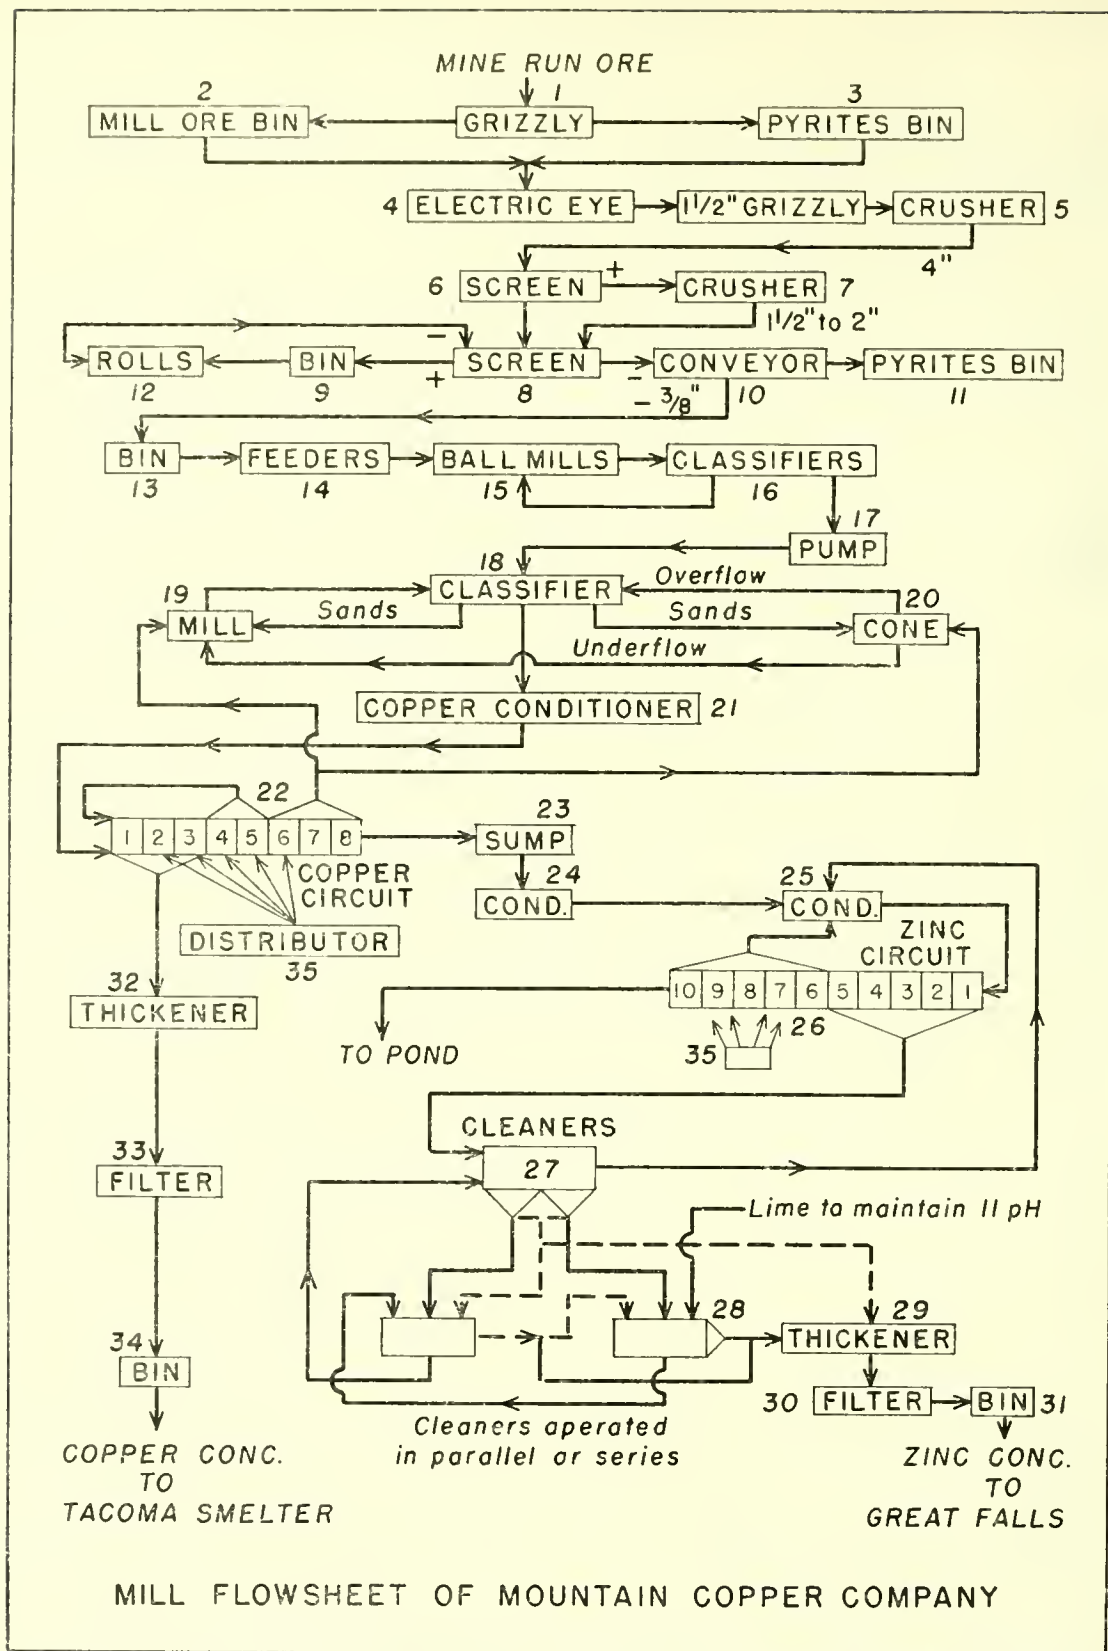 MINE RUN ORE
2
1
3
MILL ORE BIN
GRIZZLY
PYRITES BIN
4
ELECTRIC EYE
1 1/2" GRIZZLY
CRUSHER
5
4"
6
SCREEN
+
CRUSHER
7
1 1/2" to 2"
ROLLS
BIN
-
+
SCREEN
-
CONVEYOR
PYRITES BIN
12
9
8
- 3/8"
10
11
BIN
FEEDERS
BALL MILLS
CLASSIFIERS
13
14
15
16
17
PUMP
18
CLASSIFIER
Overflow
19
MILL
Sands
Sands
20
CONE
Underflow
COPPER CONDITIONER
21
22
1 2 3 4 5 6 7 8
COPPER
CIRCUIT
23
SUMP
24
COND.
25
COND.
ZINC
CIRCUIT
DISTRIBUTOR
35
10 9 8 7 6 5 4 3 2 1
26
35
TO POND
32
THICKENER
CLEANERS
27
33
FILTER
Lime to maintain 11 pH
28
29
THICKENER
34
BIN
30
FILTER
BIN
31
Cleaners aperated
in parallel ar series
COPPER CONC.
TO
TACOMA SMELTER
ZINC CONC.
TO
GREAT FALLS
MILL FLOWSHEET OF MOUNTAIN COPPER COMPANY